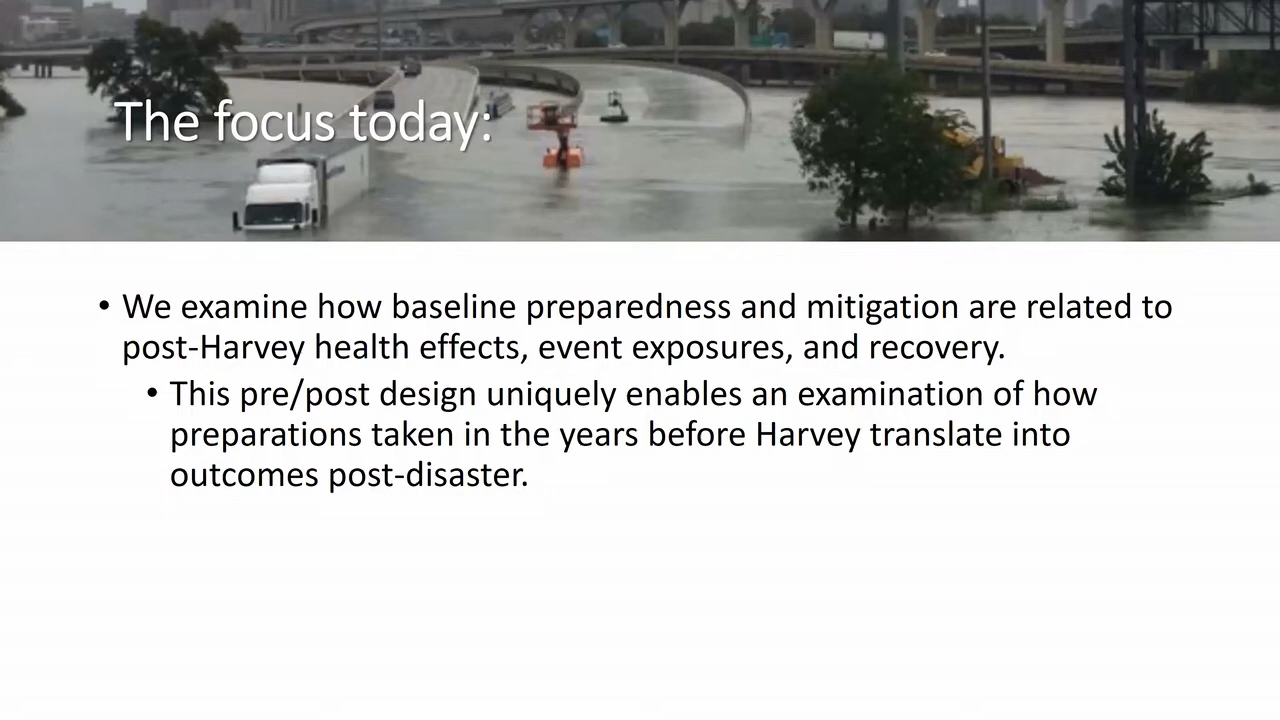 The focus today:
• We examine how baseline preparedness and mitigation are related to
post-Harvey health effects, event exposures, and recovery.
• This pre/post design uniquely enables an examination of how
preparations taken in the years before Harvey translate into
outcomes post-disaster.